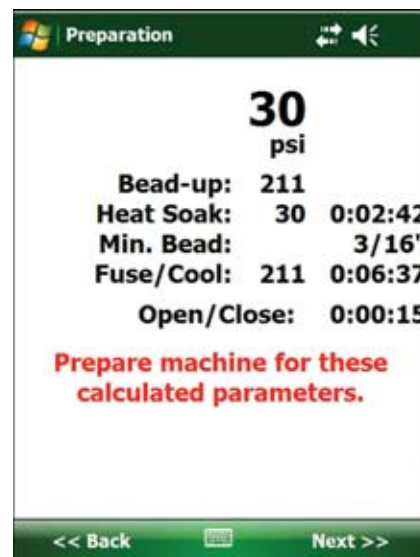 Preparation
30
psi
Bead-up: 211
Heat Soak: 30 0:02:42
Min. Bead: 3/16"
Fuse/Cool: 211 0:06:37
Open/Close: 0:00:15
Prepare machine for these
calculated parameters.
<< Back Next >>